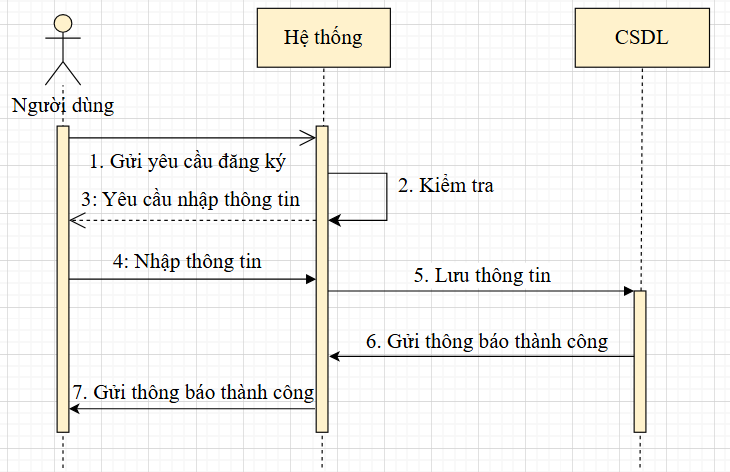 Hệ thống
CSDL
Người dùng
1. Gửi yêu cầu đăng ký
2. Kiểm tra
3: Yêu cầu nhập thông tin
4: Nhập thông tin
5. Lưu thông tin
6. Gửi thông báo thành công
7. Gửi thông báo thành công